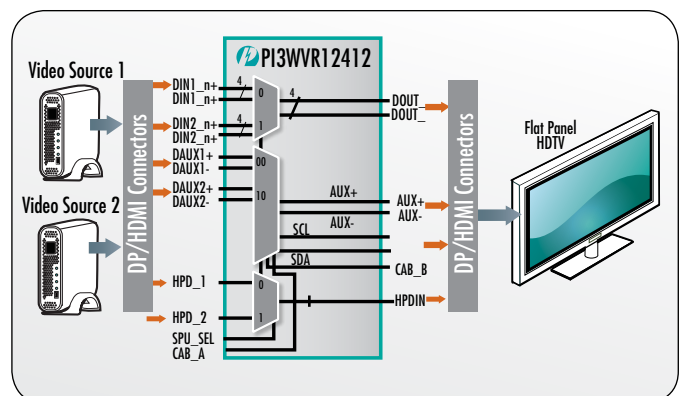 PI3WVR12412
Video Source 1
Video Source 2
DP/HDMI Connectors
DIN1_n+
DIN1_n+
DIN2_n+
DIN2_n+
DAUX1+
DAUX1-
DAUX2+
DAUX2-
HPD_1
HPD_2
SPU_SEL
CAB_A
4
4
0
1
00
10
0
1
4
AUX+
AUX-
SCL
SDA
DOUT_
DOUT_
AUX+
AUX-
CAB_B
HPDIN
DP/HDMI Connectors
Flat Panel
HDTV